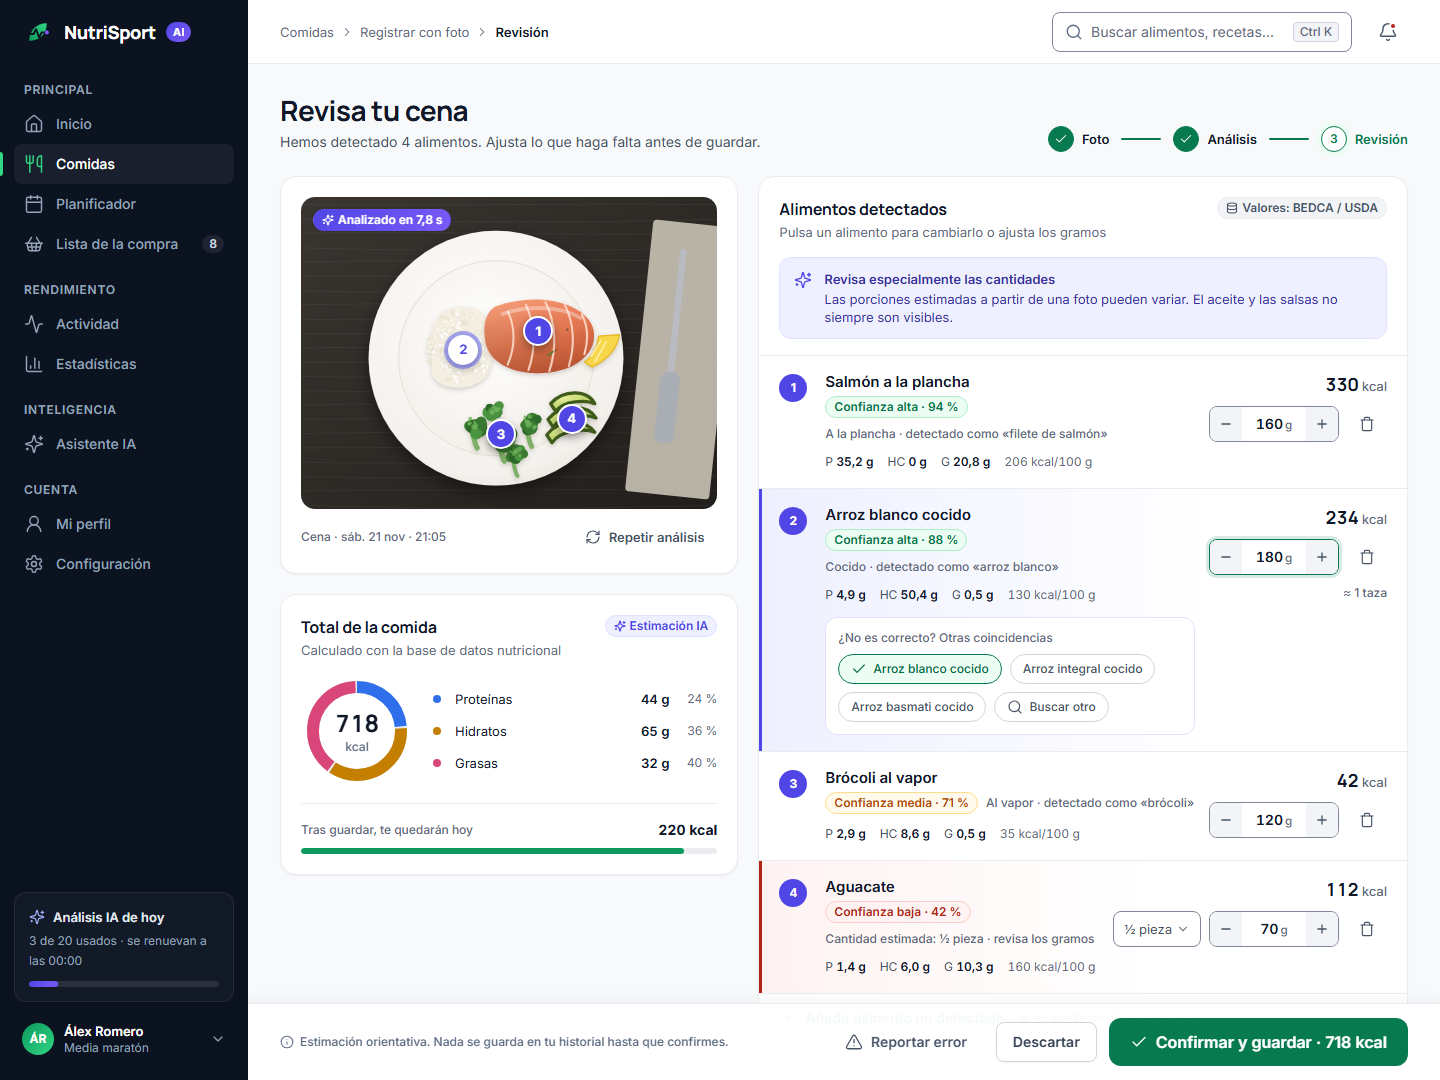 NutriSport AI
PRINCIPAL
Inicio
Comidas
Planificador
Lista de la compra 8
RENDIMIENTO
Actividad
Estadísticas
INTELIGENCIA
Asistente IA
CUENTA
Mi perfil
Configuración
Análisis IA de hoy
3 de 20 usados · se renuevan a
las 00:00
ÁR
Álex Romero
Media maratón
Comidas > Registrar con foto > Revisión
Buscar alimentos, recetas... Ctrl K
Revisa tu cena
Hemos detectado 4 alimentos. Ajusta lo que haga falta antes de guardar.
Foto
Análisis
3 Revisión
Analizado en 7,8 s
1
2
3
4
Cena · sáb. 21 nov · 21:05
Repetir análisis
Total de la comida
Estimación IA
Calculado con la base de datos nutricional
718
kcal
Proteínas 44 g 24 %
Hidratos 65 g 36 %
Grasas 32 g 40 %
Tras guardar, te quedarán hoy 220 kcal
Alimentos detectados
Valores: BEDCA / USDA
Pulsa un alimento para cambiarlo o ajusta los gramos
Revisa especialmente las cantidades
Las porciones estimadas a partir de una foto pueden variar. El aceite y las salsas no
siempre son visibles.
1 Salmón a la plancha 330 kcal
Confianza alta · 94 %
− 160 g +
A la plancha · detectado como «filete de salmón»
P 35,2 g HC 0 g G 20,8 g 206 kcal/100 g
2 Arroz blanco cocido 234 kcal
Confianza alta · 88 %
− 180 g +
Cocido · detectado como «arroz blanco»
≈ 1 taza
P 4,9 g HC 50,4 g G 0,5 g 130 kcal/100 g
¿No es correcto? Otras coincidencias
Arroz blanco cocido
Arroz integral cocido
Arroz basmati cocido
Buscar otro
3 Brócoli al vapor 42 kcal
Confianza media · 71 % Al vapor · detectado como «brócoli»
− 120 g +
P 2,9 g HC 8,6 g G 0,5 g 35 kcal/100 g
4 Aguacate 112 kcal
Confianza baja · 42 %
½ pieza − 70 g +
Cantidad estimada: ½ pieza · revisa los gramos
P 1,4 g HC 6,0 g G 10,3 g 160 kcal/100 g
+ Añadir alimento no detectado
Estimación orientativa. Nada se guarda en tu historial hasta que confirmes.
Reportar error
Descartar
Confirmar y guardar · 718 kcal